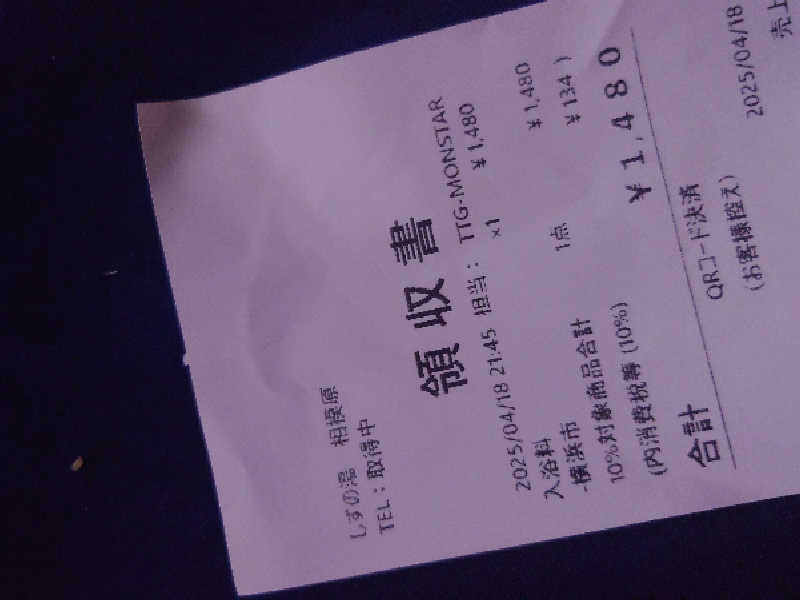 しずの湯 相模原
TEL：取得中
領収書
2025/04/18 21:45 担当： TTG-MONSTAR
入浴料 ×1 ¥1,480
-横浜市
10%対象商品合計 1点 ¥1,480
(内消費税等(10%) ¥134)
合計 ¥1,480
QRコード決済
(お客様控え)
2025/04/18
売上